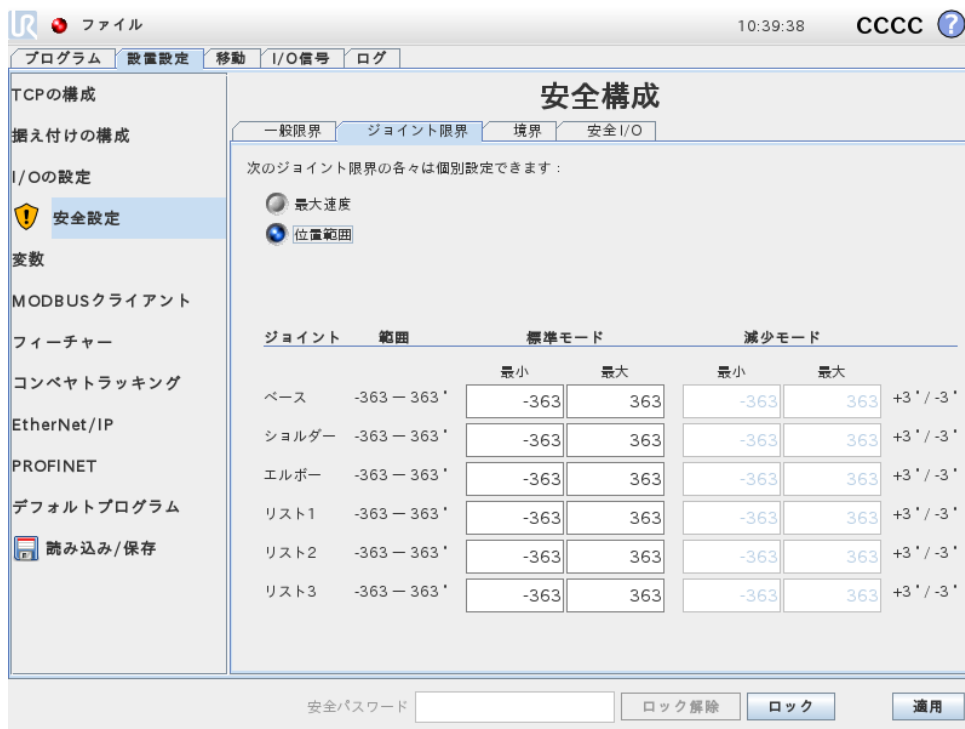 UR ファイル 10:39:38 CCCC ?
プログラム 設置設定 移動 I/O信号 ログ
TCPの構成
据え付けの構成
I/Oの設定
安全設定
変数
MODBUSクライアント
フィーチャー
コンベヤトラッキング
EtherNet/IP
PROFINET
デフォルトプログラム
読み込み/保存
安全構成
一般限界 ジョイント限界 境界 安全I/O
次のジョイント限界の各々は個別設定できます:
最大速度
位置範囲
ジョイント 範囲 標準モード 減少モード
最小 最大 最小 最大
ベース -363 — 363° -363 363 -363 363 +3°/ -3°
ショルダー -363 — 363° -363 363 -363 363 +3°/ -3°
エルボー -363 — 363° -363 363 -363 363 +3°/ -3°
リスト1 -363 — 363° -363 363 -363 363 +3°/ -3°
リスト2 -363 — 363° -363 363 -363 363 +3°/ -3°
リスト3 -363 — 363° -363 363 -363 363 +3°/ -3°
安全パスワード ロック解除 ロック 適用